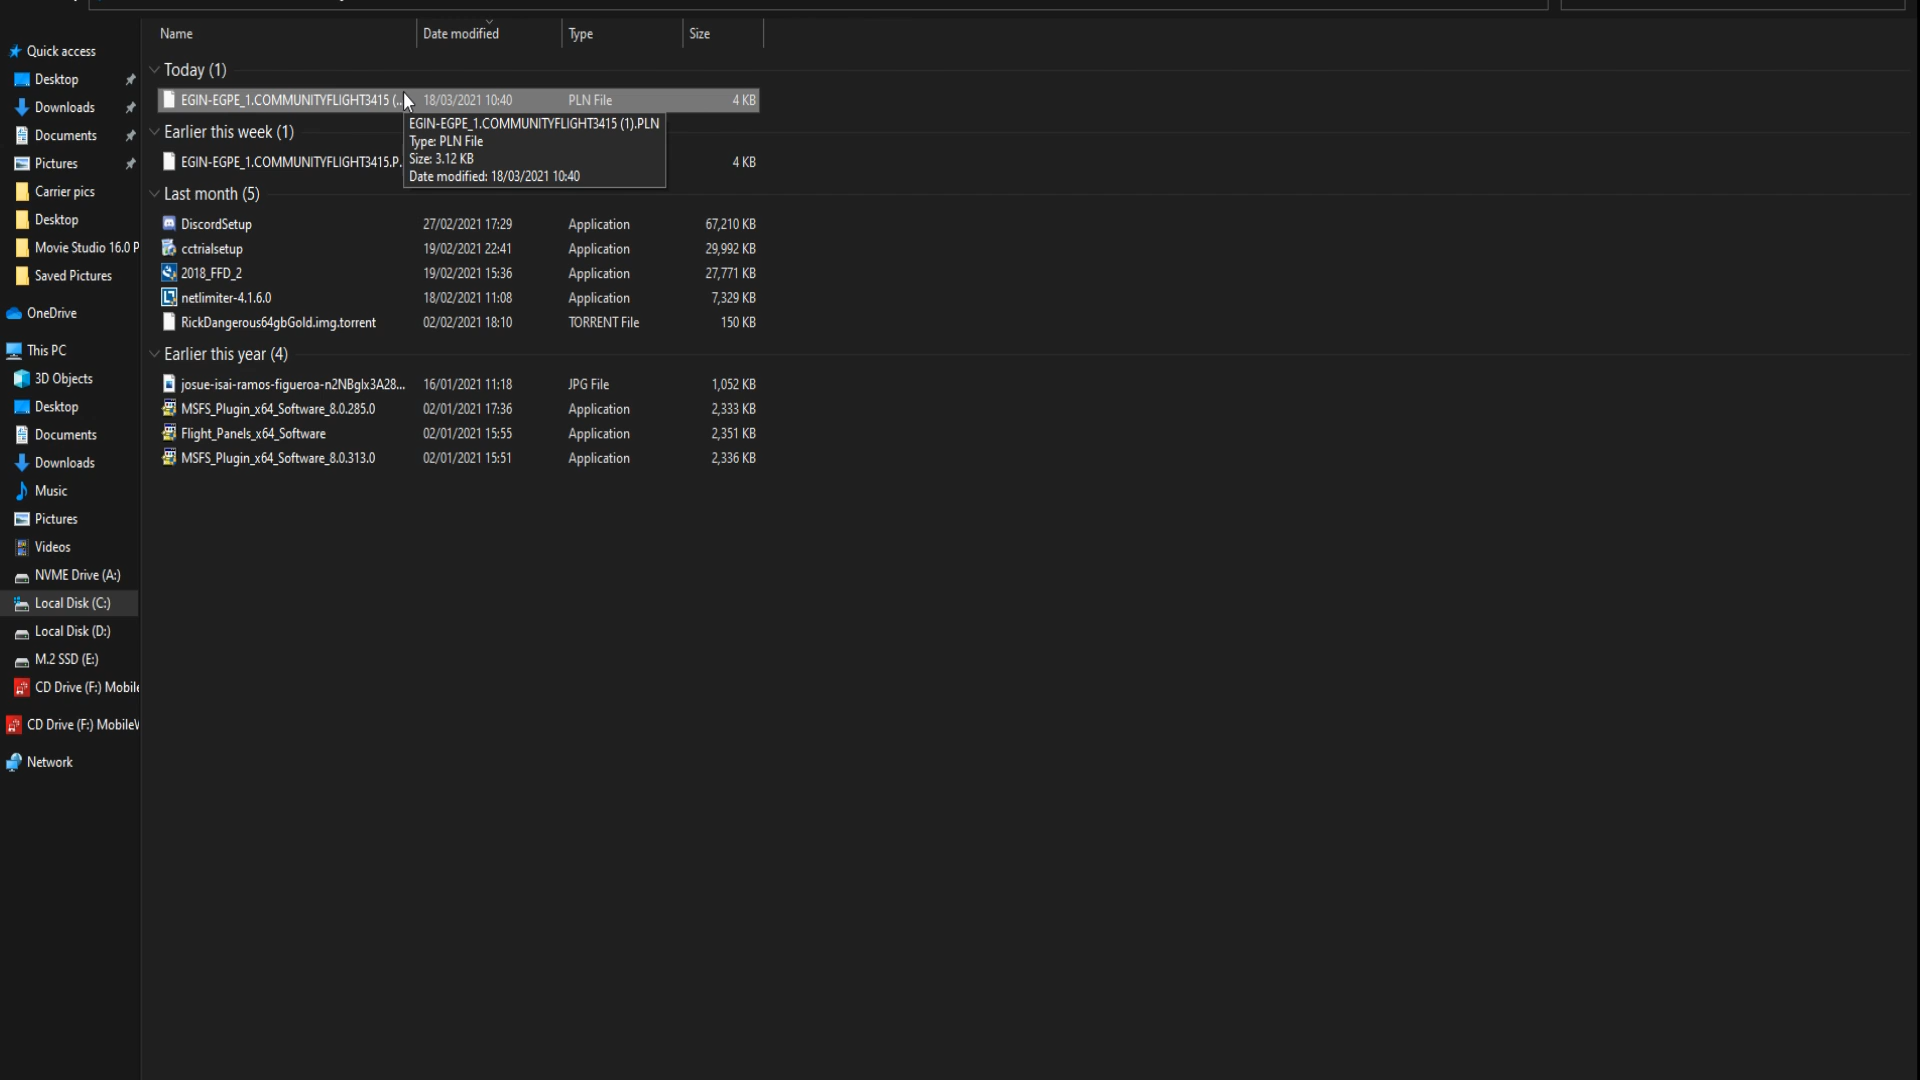 Name Date modified Type Size
Quick access
Desktop
Downloads
Documents
Pictures
Carrier pics
Desktop
Movie Studio 16.0 P
Saved Pictures
OneDrive
This PC
3D Objects
Desktop
Documents
Downloads
Music
Pictures
Videos
NVME Drive (A:)
Local Disk (C:)
Local Disk (D:)
M.2 SSD (E:)
CD Drive (F:) Mobile
CD Drive (F:) MobileW
Network
Today (1)
EGIN-EGPE_1.COMMUNITYFLIGHT3415 (... 18/03/2021 10:40 PLN File 4 KB
EGIN-EGPE_1.COMMUNITYFLIGHT3415 (1).PLN
Type: PLN File
Size: 3.12 KB
Date modified: 18/03/2021 10:40
Earlier this week (1)
EGIN-EGPE_1.COMMUNITYFLIGHT3415.P... 4 KB
Last month (5)
DiscordSetup 27/02/2021 17:29 Application 67,210 KB
cctrialsetup 19/02/2021 22:41 Application 29,992 KB
2018_FFD_2 19/02/2021 15:36 Application 27,771 KB
netlimiter-4.1.6.0 18/02/2021 11:08 Application 7,329 KB
RickDangerous64gbGold.img.torrent 02/02/2021 18:10 TORRENT File 150 KB
Earlier this year (4)
josue-isai-ramos-figueroa-n2NBglx3A28... 16/01/2021 11:18 JPG File 1,052 KB
MSFS_Plugin_x64_Software_8.0.285.0 02/01/2021 17:36 Application 2,333 KB
Flight_Panels_x64_Software 02/01/2021 15:55 Application 2,351 KB
MSFS_Plugin_x64_Software_8.0.313.0 02/01/2021 15:51 Application 2,336 KB